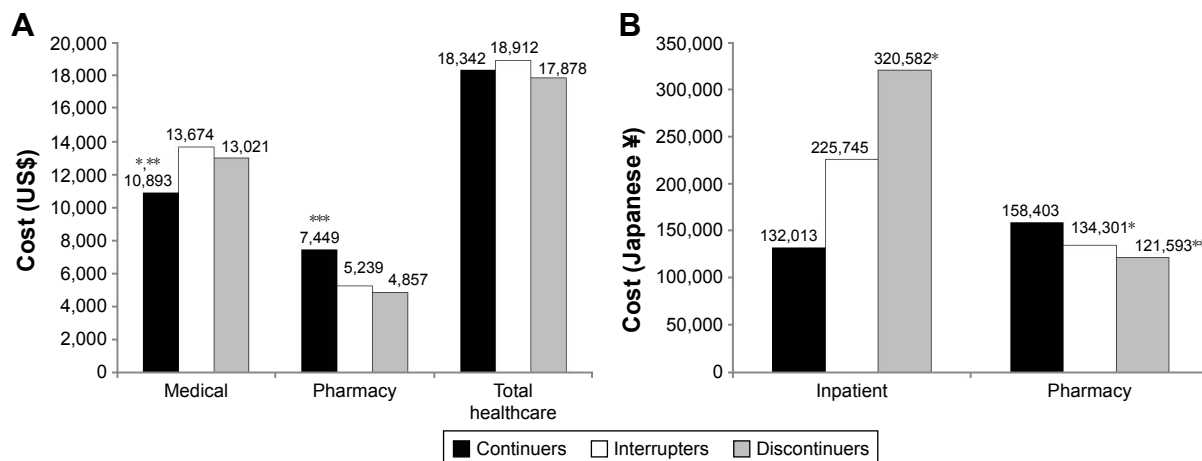 A
Cost (US$)
20,000
18,000
16,000
14,000
12,000
10,000
8,000
6,000
4,000
2,000
0
*,**
10,893
13,674
13,021
***
7,449
5,239
4,857
18,342
18,912
17,878
Medical
Pharmacy
Total
healthcare
B
Cost (Japanese ¥)
350,000
300,000
250,000
200,000
150,000
100,000
50,000
0
132,013
225,745
320,582*
158,403
134,301*
121,593**
Inpatient
Pharmacy
Continuers
Interrupters
Discontinuers